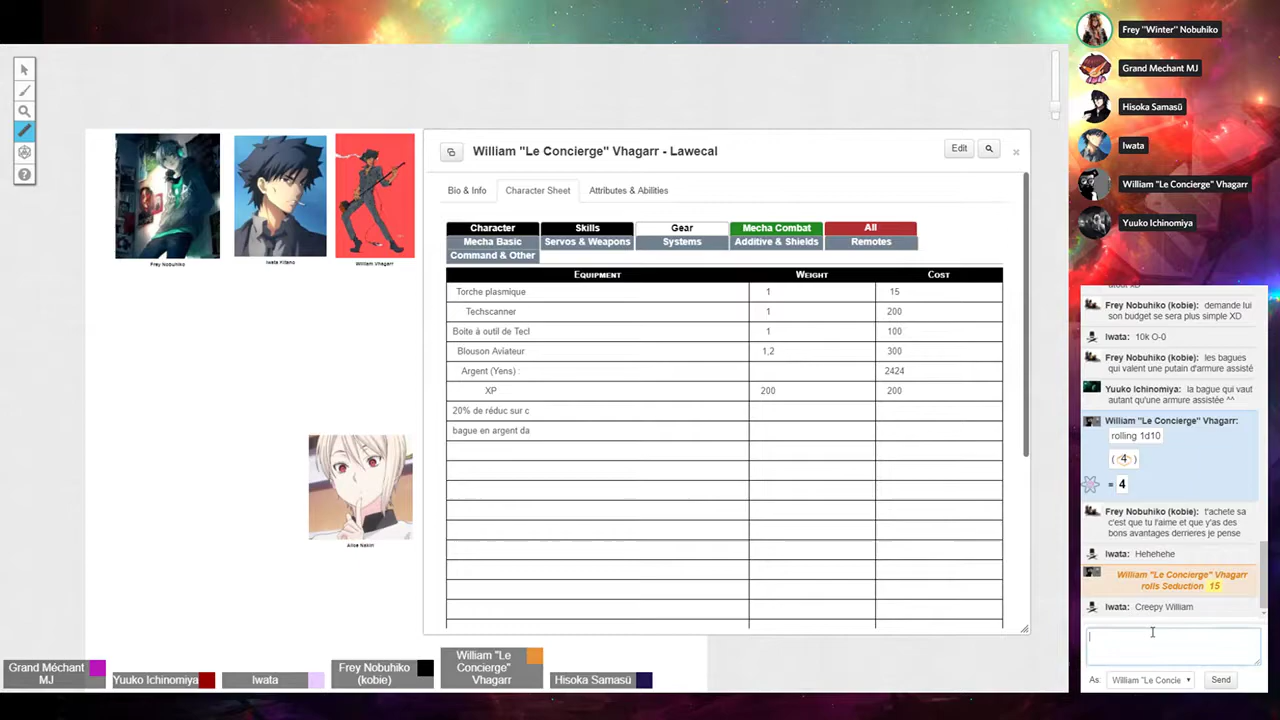 Frey "Winter" Nobuhiko
Grand Mechant MJ
Hisoka Samasū
Iwata
William "Le Concierge" Vhagarr
Yuuko Ichinomiya
Frey Nobuhiko
Iwata Kitano
William Vhagarr
William "Le Concierge" Vhagarr - Lawecal
Edit
Bio & Info
Character Sheet
Attributes & Abilities
Character
Skills
Gear
Mecha Combat
All
Mecha Basic
Servos & Weapons
Systems
Additive & Shields
Remotes
Command & Other
Equipment Weight Cost
Torche plasmique 1 15
Techscanner 1 200
Boite à outil de Tecl 1 100
Blouson Aviateur 1,2 300
Argent (Yens) : 2424
XP 200 200
20% de réduc sur c
bague en argent da
Frey Nobuhiko (kobie): demande lui
son budget se sera plus simple XD
Iwata: 10k O-0
Frey Nobuhiko (kobie): les bagues
qui valent une putain d'armure assisté
Yuuko Ichinomiya: la bague qui vaut
autant qu'une armure assistée ^^
William "Le Concierge" Vhagarr:
rolling 1d10
(4)
= 4
Frey Nobuhiko (kobie): t'achete sa
c'est que tu l'aime et que y'as des
bons avantages derrieres je pense
Iwata: Hehehehe
William "Le Concierge" Vhagarr
rolls Seduction 15
Iwata: Creepy William
As: William "Le Concie
Send
Grand Méchant
MJ
Yuuko Ichinomiya
Iwata
Frey Nobuhiko
(kobie)
William "Le
Concierge"
Vhagarr
Hisoka Samasū